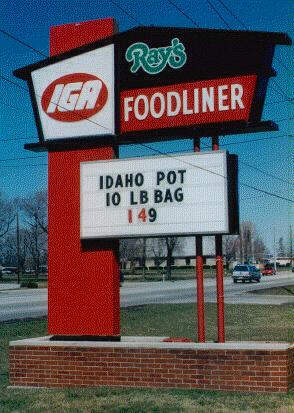 IGA
Ray's
FOODLINER
IDAHO POT
10 LB BAG
149